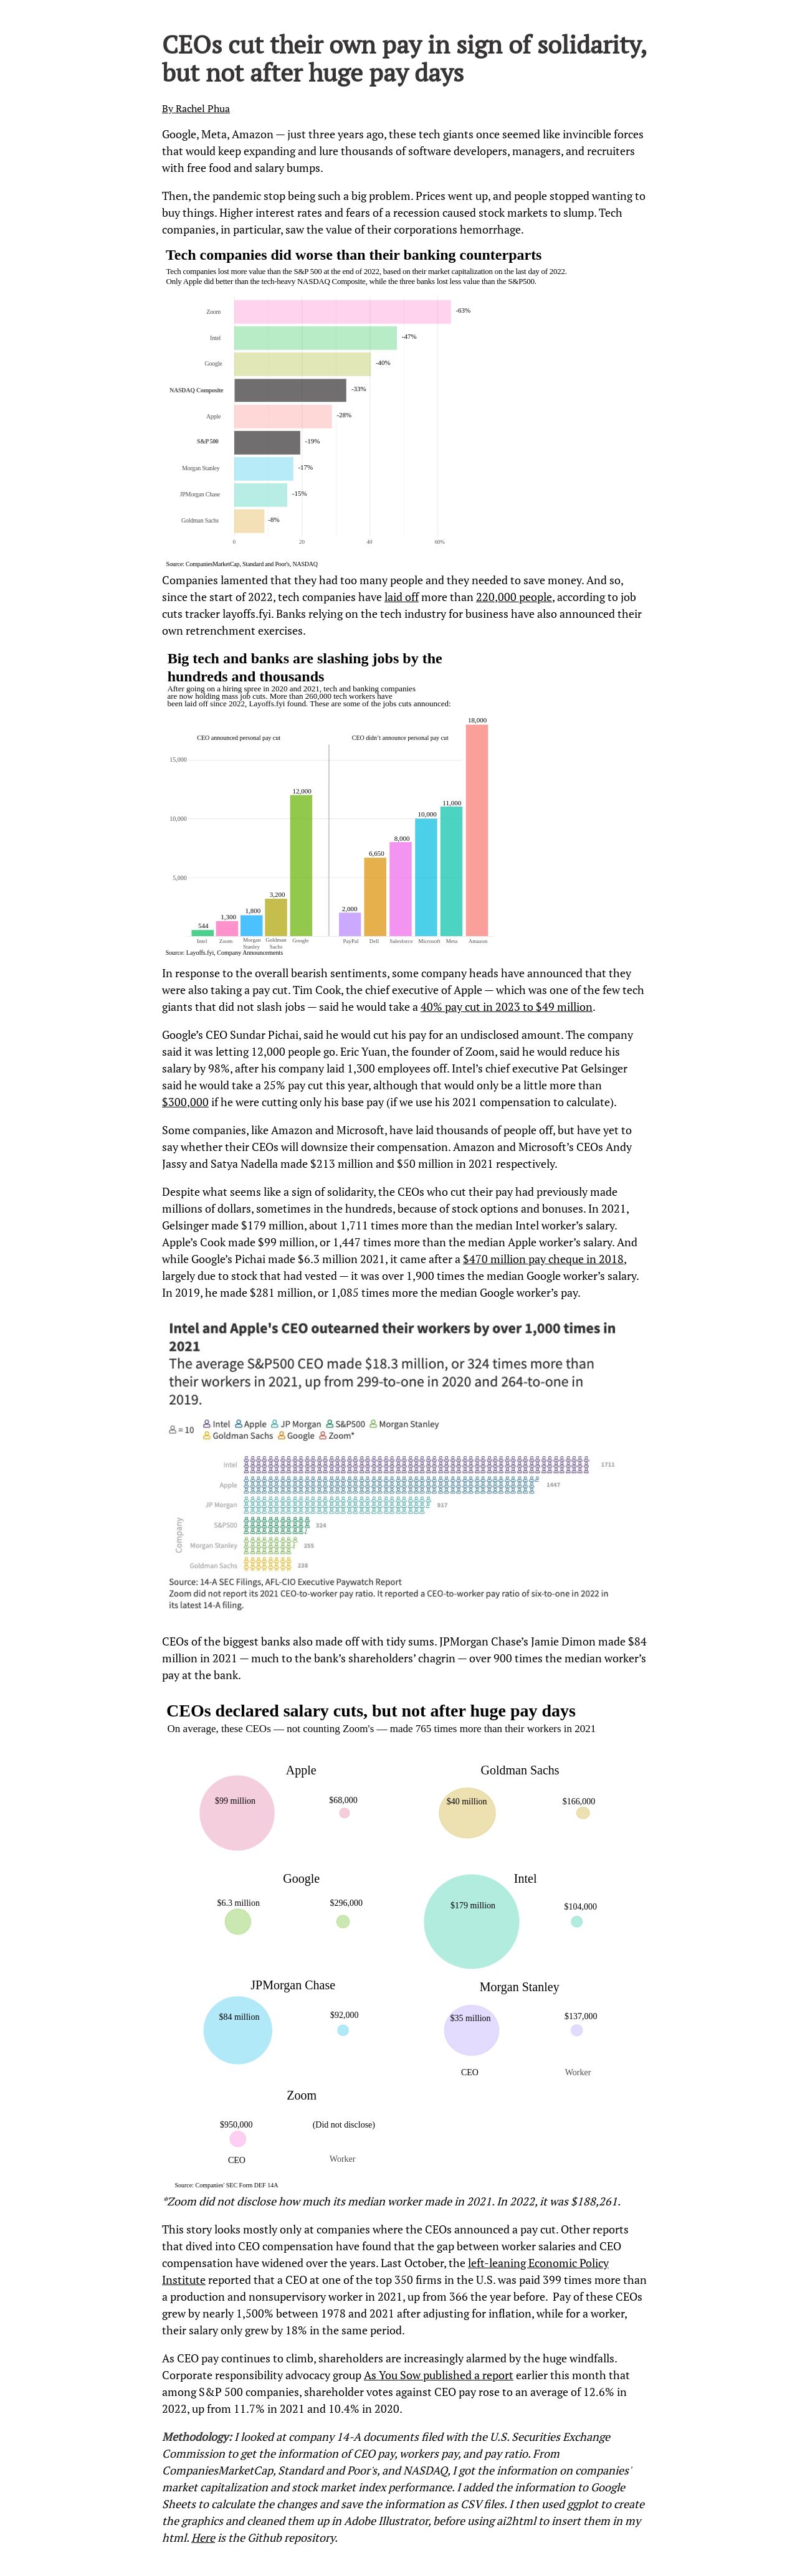 CEOs cut their own pay in sign of solidarity,
but not after huge pay days
By Rachel Phua
Google, Meta, Amazon — just three years ago, these tech giants once seemed like invincible forces
that would keep expanding and lure thousands of software developers, managers, and recruiters
with free food and salary bumps.
Then, the pandemic stop being such a big problem. Prices went up, and people stopped wanting to
buy things. Higher interest rates and fears of a recession caused stock markets to slump. Tech
companies, in particular, saw the value of their corporations hemorrhage.
Tech companies did worse than their banking counterparts
Tech companies lost more value than the S&P 500 at the end of 2022, based on their market capitalization on the last day of 2022.
Only Apple did better than the tech-heavy NASDAQ Composite, while the three banks lost less value than the S&P500.
Zoom -63%
Intel -47%
Google -40%
NASDAQ Composite -33%
Apple -28%
S&P 500 -19%
Morgan Stanley -17%
JPMorgan Chase -15%
Goldman Sachs -8%
0 20 40 60%
Source: CompaniesMarketCap, Standard and Poor's, NASDAQ
Companies lamented that they had too many people and they needed to save money. And so,
since the start of 2022, tech companies have laid off more than 220,000 people, according to job
cuts tracker layoffs.fyi. Banks relying on the tech industry for business have also announced their
own retrenchment exercises.
Big tech and banks are slashing jobs by the
hundreds and thousands
After going on a hiring spree in 2020 and 2021, tech and banking companies
are now holding mass job cuts. More than 260,000 tech workers have
been laid off since 2022, Layoffs.fyi found. These are some of the jobs cuts announced:
CEO announced personal pay cut
CEO didn't announce personal pay cut
15,000
10,000
5,000
544 1,300 1,800 3,200 12,000 2,000 6,650 8,000 10,000 11,000 18,000
Intel Zoom Morgan Stanley Goldman Sachs Google PayPal Dell Salesforce Microsoft Meta Amazon
Source: Layoffs.fyi, Company Announcements
In response to the overall bearish sentiments, some company heads have announced that they
were also taking a pay cut. Tim Cook, the chief executive of Apple — which was one of the few tech
giants that did not slash jobs — said he would take a 40% pay cut in 2023 to $49 million.
Google's CEO Sundar Pichai, said he would cut his pay for an undisclosed amount. The company
said it was letting 12,000 people go. Eric Yuan, the founder of Zoom, said he would reduce his
salary by 98%, after his company laid 1,300 employees off. Intel's chief executive Pat Gelsinger
said he would take a 25% pay cut this year, although that would only be a little more than
$300,000 if he were cutting only his base pay (if we use his 2021 compensation to calculate).
Some companies, like Amazon and Microsoft, have laid thousands of people off, but have yet to
say whether their CEOs will downsize their compensation. Amazon and Microsoft's CEOs Andy
Jassy and Satya Nadella made $213 million and $50 million in 2021 respectively.
Despite what seems like a sign of solidarity, the CEOs who cut their pay had previously made
millions of dollars, sometimes in the hundreds, because of stock options and bonuses. In 2021,
Gelsinger made $179 million, about 1,711 times more than the median Intel worker's salary.
Apple's Cook made $99 million, or 1,447 times more than the median Apple worker's salary. And
while Google's Pichai made $6.3 million 2021, it came after a $470 million pay cheque in 2018,
largely due to stock that had vested — it was over 1,900 times the median Google worker's salary.
In 2019, he made $281 million, or 1,085 times more the median Google worker's pay.
Intel and Apple's CEO outearned their workers by over 1,000 times in
2021
The average S&P500 CEO made $18.3 million, or 324 times more than
their workers in 2021, up from 299-to-one in 2020 and 264-to-one in
2019.
= 10 Intel Apple JP Morgan S&P500 Morgan Stanley
Goldman Sachs Google Zoom*
Company
Intel 1711
Apple 1447
JP Morgan 917
S&P500 324
Morgan Stanley 255
Goldman Sachs 238
Source: 14-A SEC Filings, AFL-CIO Executive Paywatch Report
Zoom did not report its 2021 CEO-to-worker pay ratio. It reported a CEO-to-worker pay ratio of six-to-one in 2022 in
its latest 14-A filing.
CEOs of the biggest banks also made off with tidy sums. JPMorgan Chase's Jamie Dimon made $84
million in 2021 — much to the bank's shareholders' chagrin — over 900 times the median worker's
pay at the bank.
CEOs declared salary cuts, but not after huge pay days
On average, these CEOs — not counting Zoom's — made 765 times more than their workers in 2021
Apple
$99 million $68,000
Goldman Sachs
$40 million $166,000
Google
$6.3 million $296,000
Intel
$179 million $104,000
JPMorgan Chase
$84 million $92,000
Morgan Stanley
$35 million $137,000
CEO Worker
Zoom
$950,000 (Did not disclose)
CEO Worker
Source: Companies' SEC Form DEF 14A
*Zoom did not disclose how much its median worker made in 2021. In 2022, it was $188,261.
This story looks mostly only at companies where the CEOs announced a pay cut. Other reports
that dived into CEO compensation have found that the gap between worker salaries and CEO
compensation have widened over the years. Last October, the left-leaning Economic Policy
Institute reported that a CEO at one of the top 350 firms in the U.S. was paid 399 times more than
a production and nonsupervisory worker in 2021, up from 366 the year before. Pay of these CEOs
grew by nearly 1,500% between 1978 and 2021 after adjusting for inflation, while for a worker,
their salary only grew by 18% in the same period.
As CEO pay continues to climb, shareholders are increasingly alarmed by the huge windfalls.
Corporate responsibility advocacy group As You Sow published a report earlier this month that
among S&P 500 companies, shareholder votes against CEO pay rose to an average of 12.6% in
2022, up from 11.7% in 2021 and 10.4% in 2020.
Methodology: I looked at company 14-A documents filed with the U.S. Securities Exchange
Commission to get the information of CEO pay, workers pay, and pay ratio. From
CompaniesMarketCap, Standard and Poor's, and NASDAQ, I got the information on companies'
market capitalization and stock market index performance. I added the information to Google
Sheets to calculate the changes and save the information as CSV files. I then used ggplot to create
the graphics and cleaned them up in Adobe Illustrator, before using ai2html to insert them in my
html. Here is the Github repository.